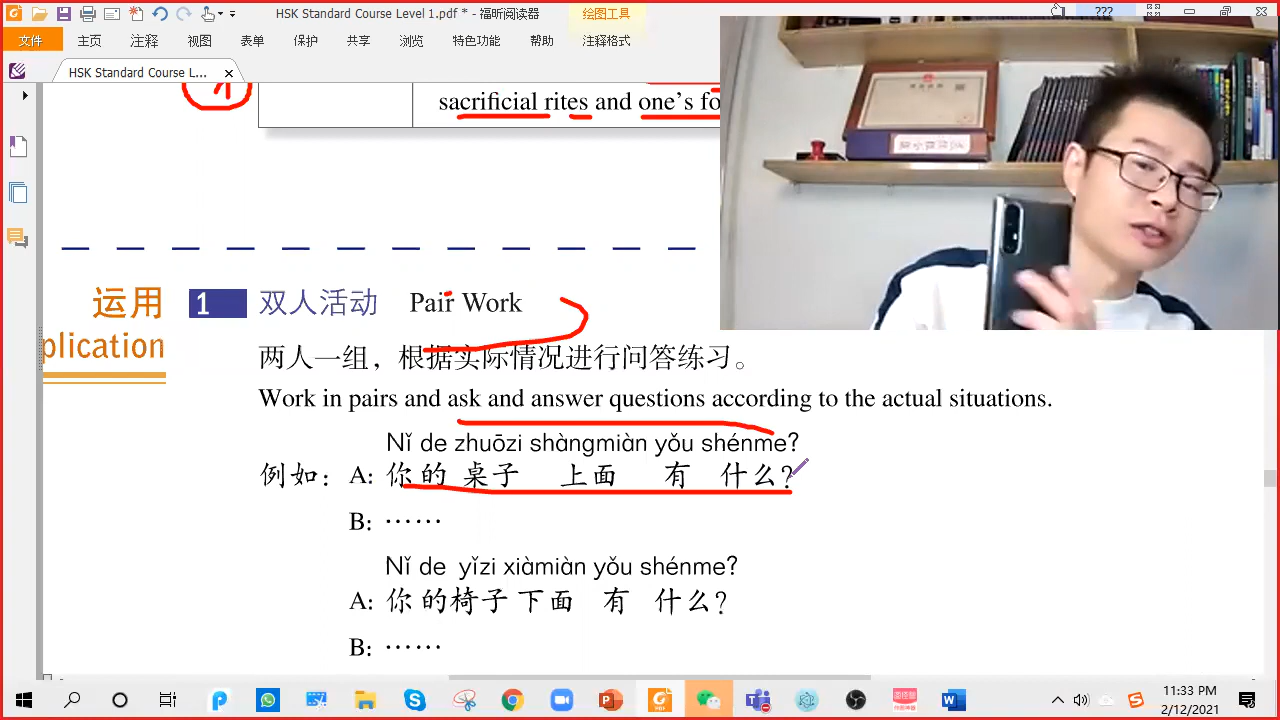 HSK Standard Course Level 1.pdf * - 福昕阅读器
绘图工具
???
文件 主页 注释 视图 表单 保护 共享 浏览 特色功能 帮助 注释格式
HSK Standard Course L...
sacrificial rites and one's fo
运用
plication
1 双人活动 Pair Work
两人一组，根据实际情况进行问答练习。
Work in pairs and ask and answer questions according to the actual situations.
Nǐ de zhuōzi shàngmiàn yǒu shénme?
例如：A: 你的桌子上面有什么?
B: ······
Nǐ de yǐzi xiàmiàn yǒu shénme?
A: 你的椅子下面有什么?
B: ······
11:33 PM
2/12/2021